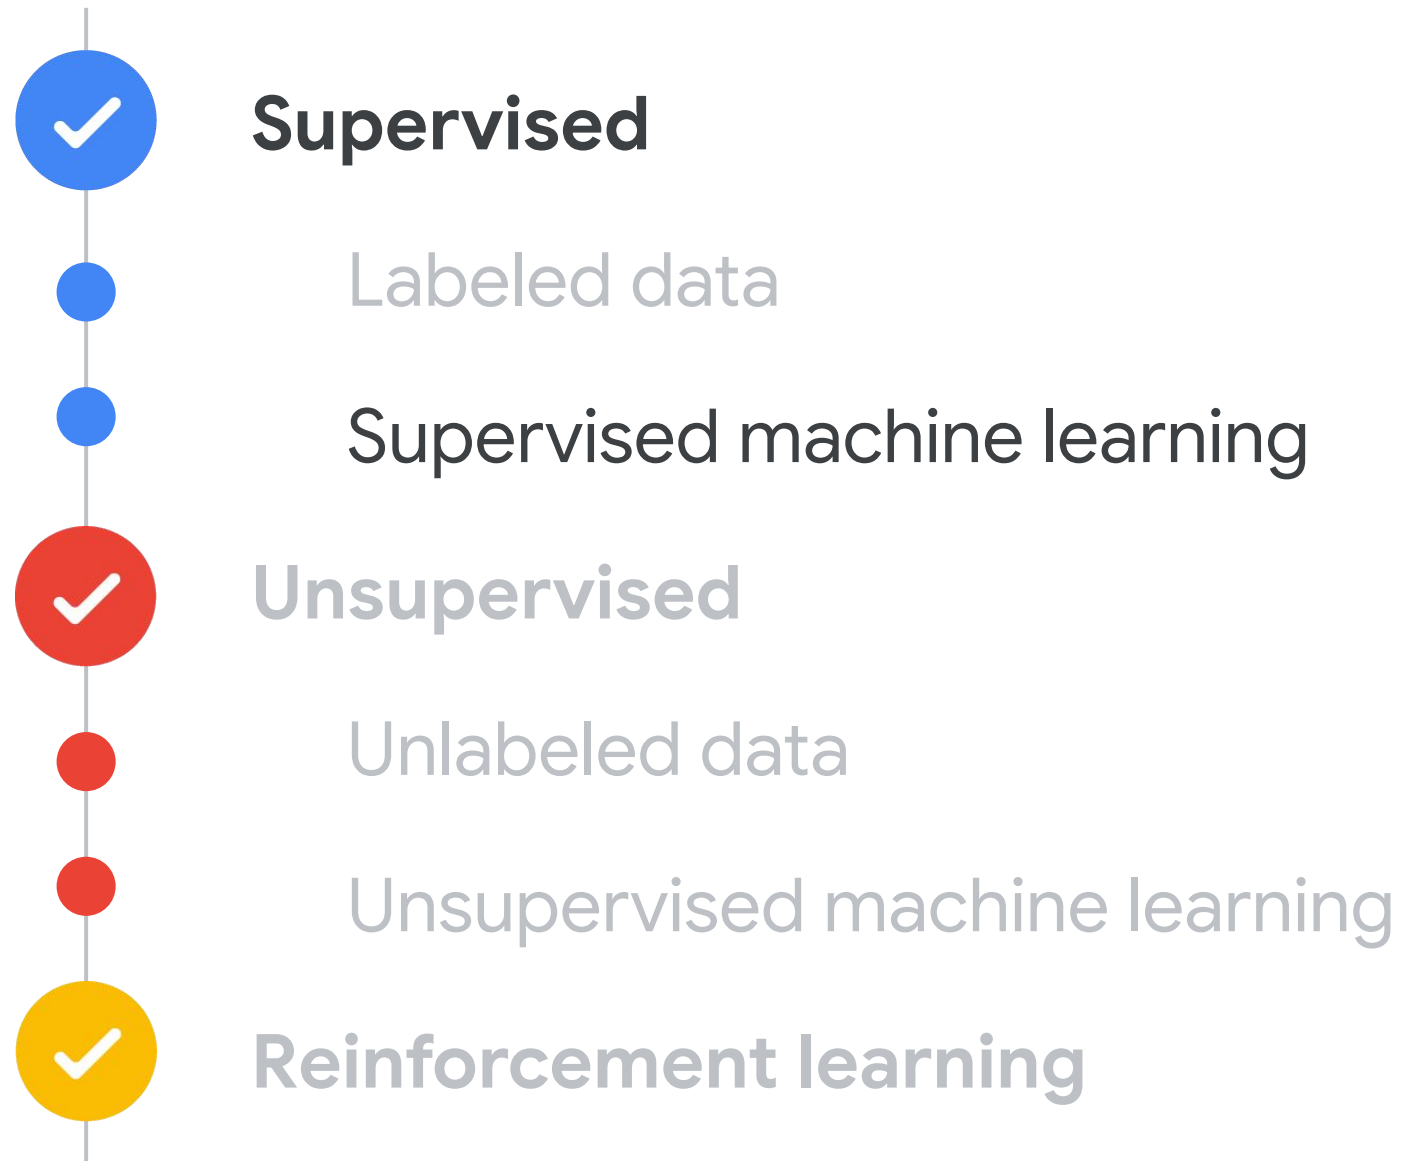 Supervised
Labeled data
Supervised machine learning
Unsupervised
Unlabeled data
Unsupervised machine learning
Reinforcement learning